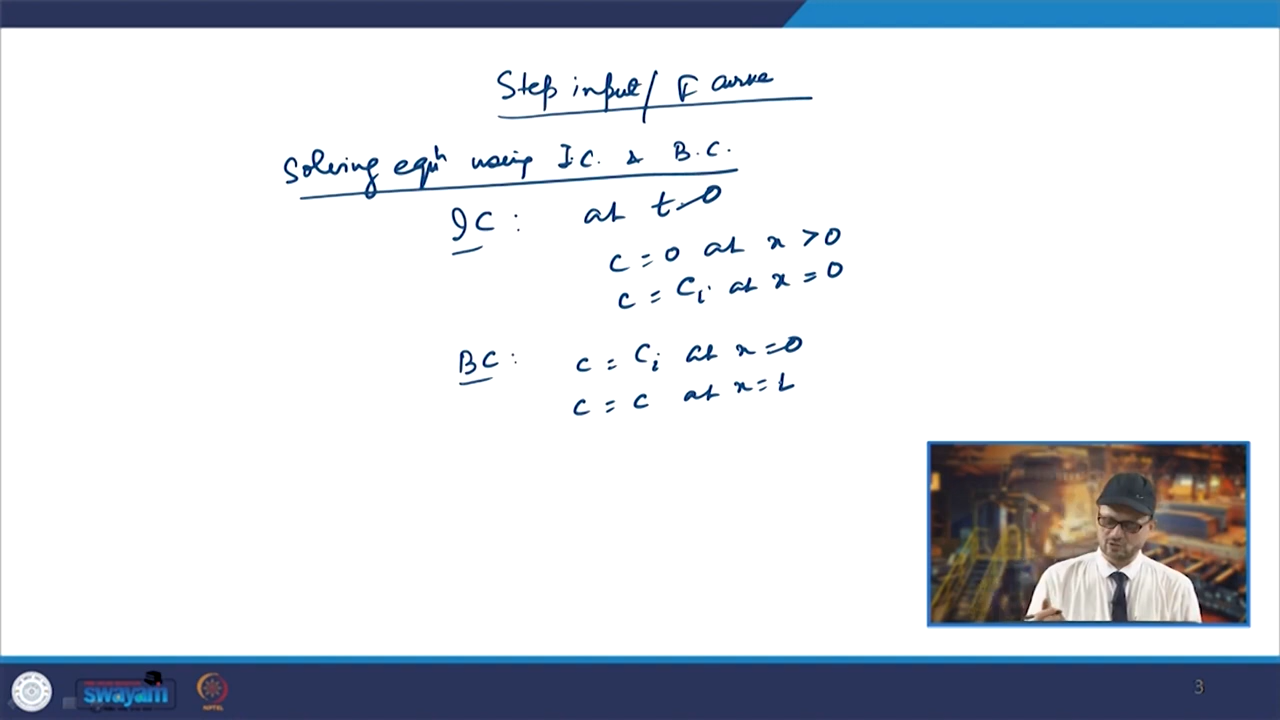 Step input / F curve
Solving eqnⁿ using I.C. & B.C.
IC : at t=0
C = 0 at x > 0
C = Ci at x = 0
BC : C = Ci at x = 0
C = C at x = L
swayam
3